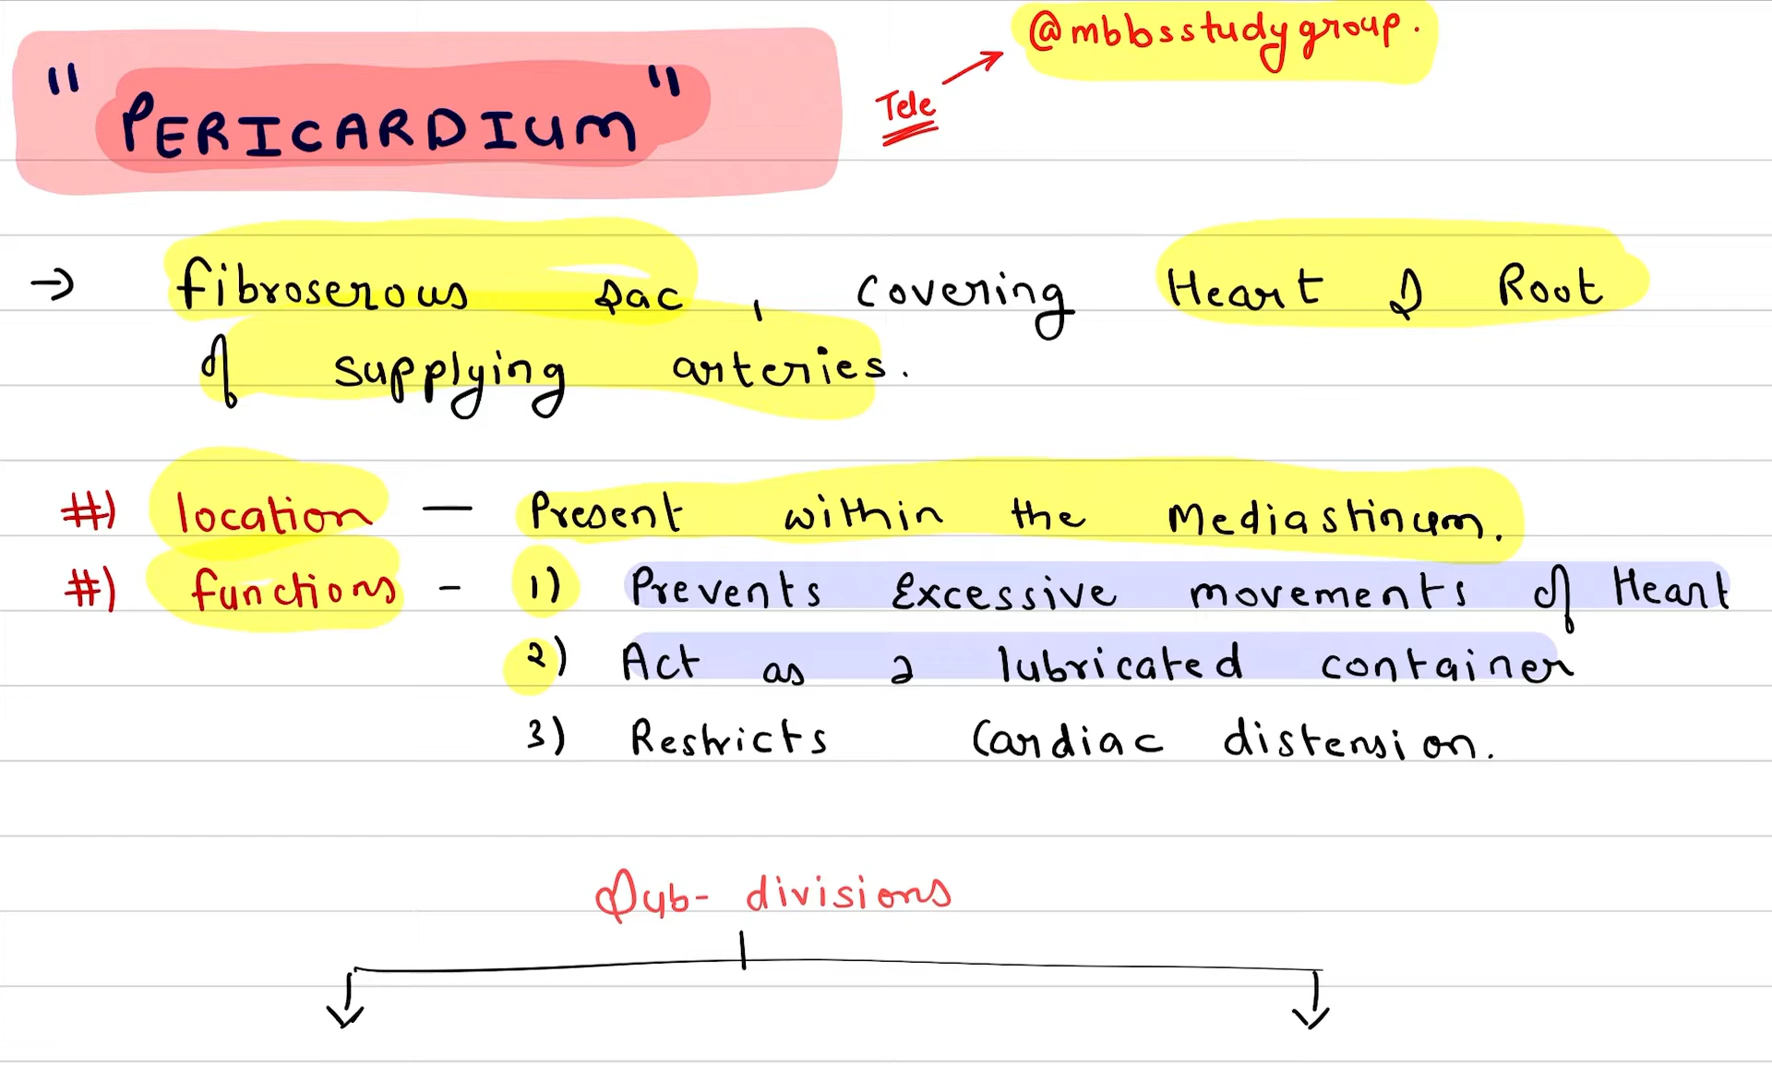 @mbbsstudygroup.
Tele
"PERICARDIUM"
→ fibroserous sac, covering Heart & Root
of supplying arteries.
#) location — Present within the Mediastinum.
#) functions - 1) Prevents Excessive movements of Heart
2) Act as a lubricated container
3) Restricts Cardiac distension.
Sub-divisions